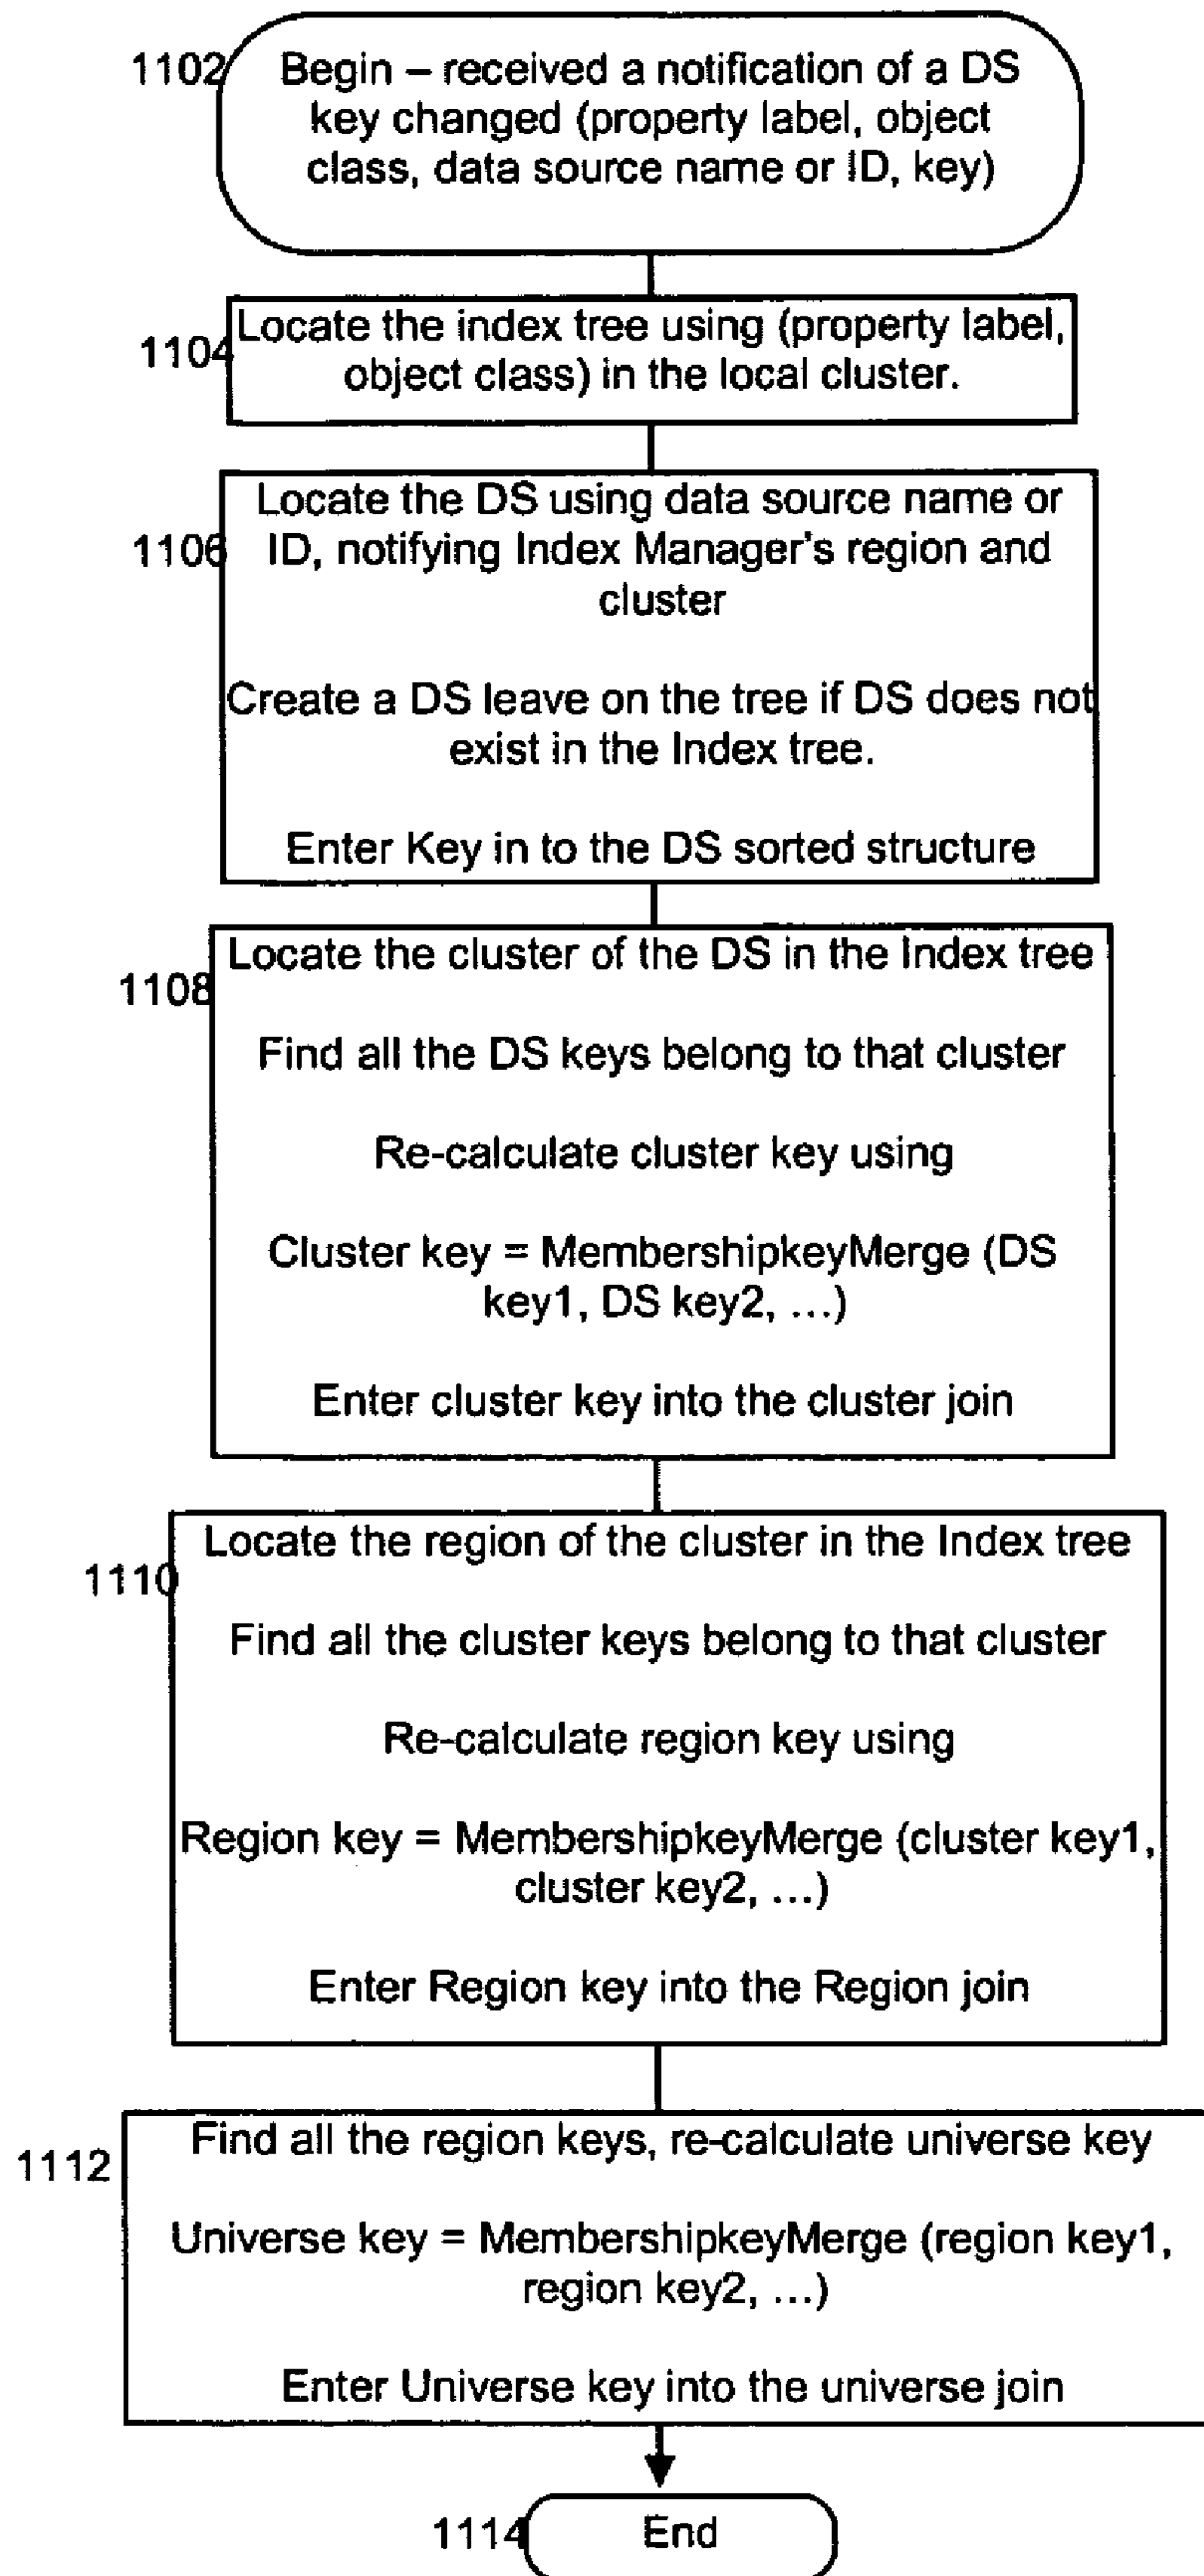 1102
Begin – received a notification of a DS
key changed (property label, object
class, data source name or ID, key)
1104
Locate the index tree using (property label,
object class) in the local cluster.
1106
Locate the DS using data source name or
ID, notifying Index Manager's region and
cluster
Create a DS leave on the tree if DS does not
exist in the Index tree.
Enter Key in to the DS sorted structure
1108
Locate the cluster of the DS in the Index tree
Find all the DS keys belong to that cluster
Re-calculate cluster key using
Cluster key = MembershipkeyMerge (DS
key1, DS key2, ...)
Enter cluster key into the cluster join
1110
Locate the region of the cluster in the Index tree
Find all the cluster keys belong to that cluster
Re-calculate region key using
Region key = MembershipkeyMerge (cluster key1,
cluster key2, ...)
Enter Region key into the Region join
1112
Find all the region keys, re-calculate universe key
Universe key = MembershipkeyMerge (region key1,
region key2, ...)
Enter Universe key into the universe join
1114
End